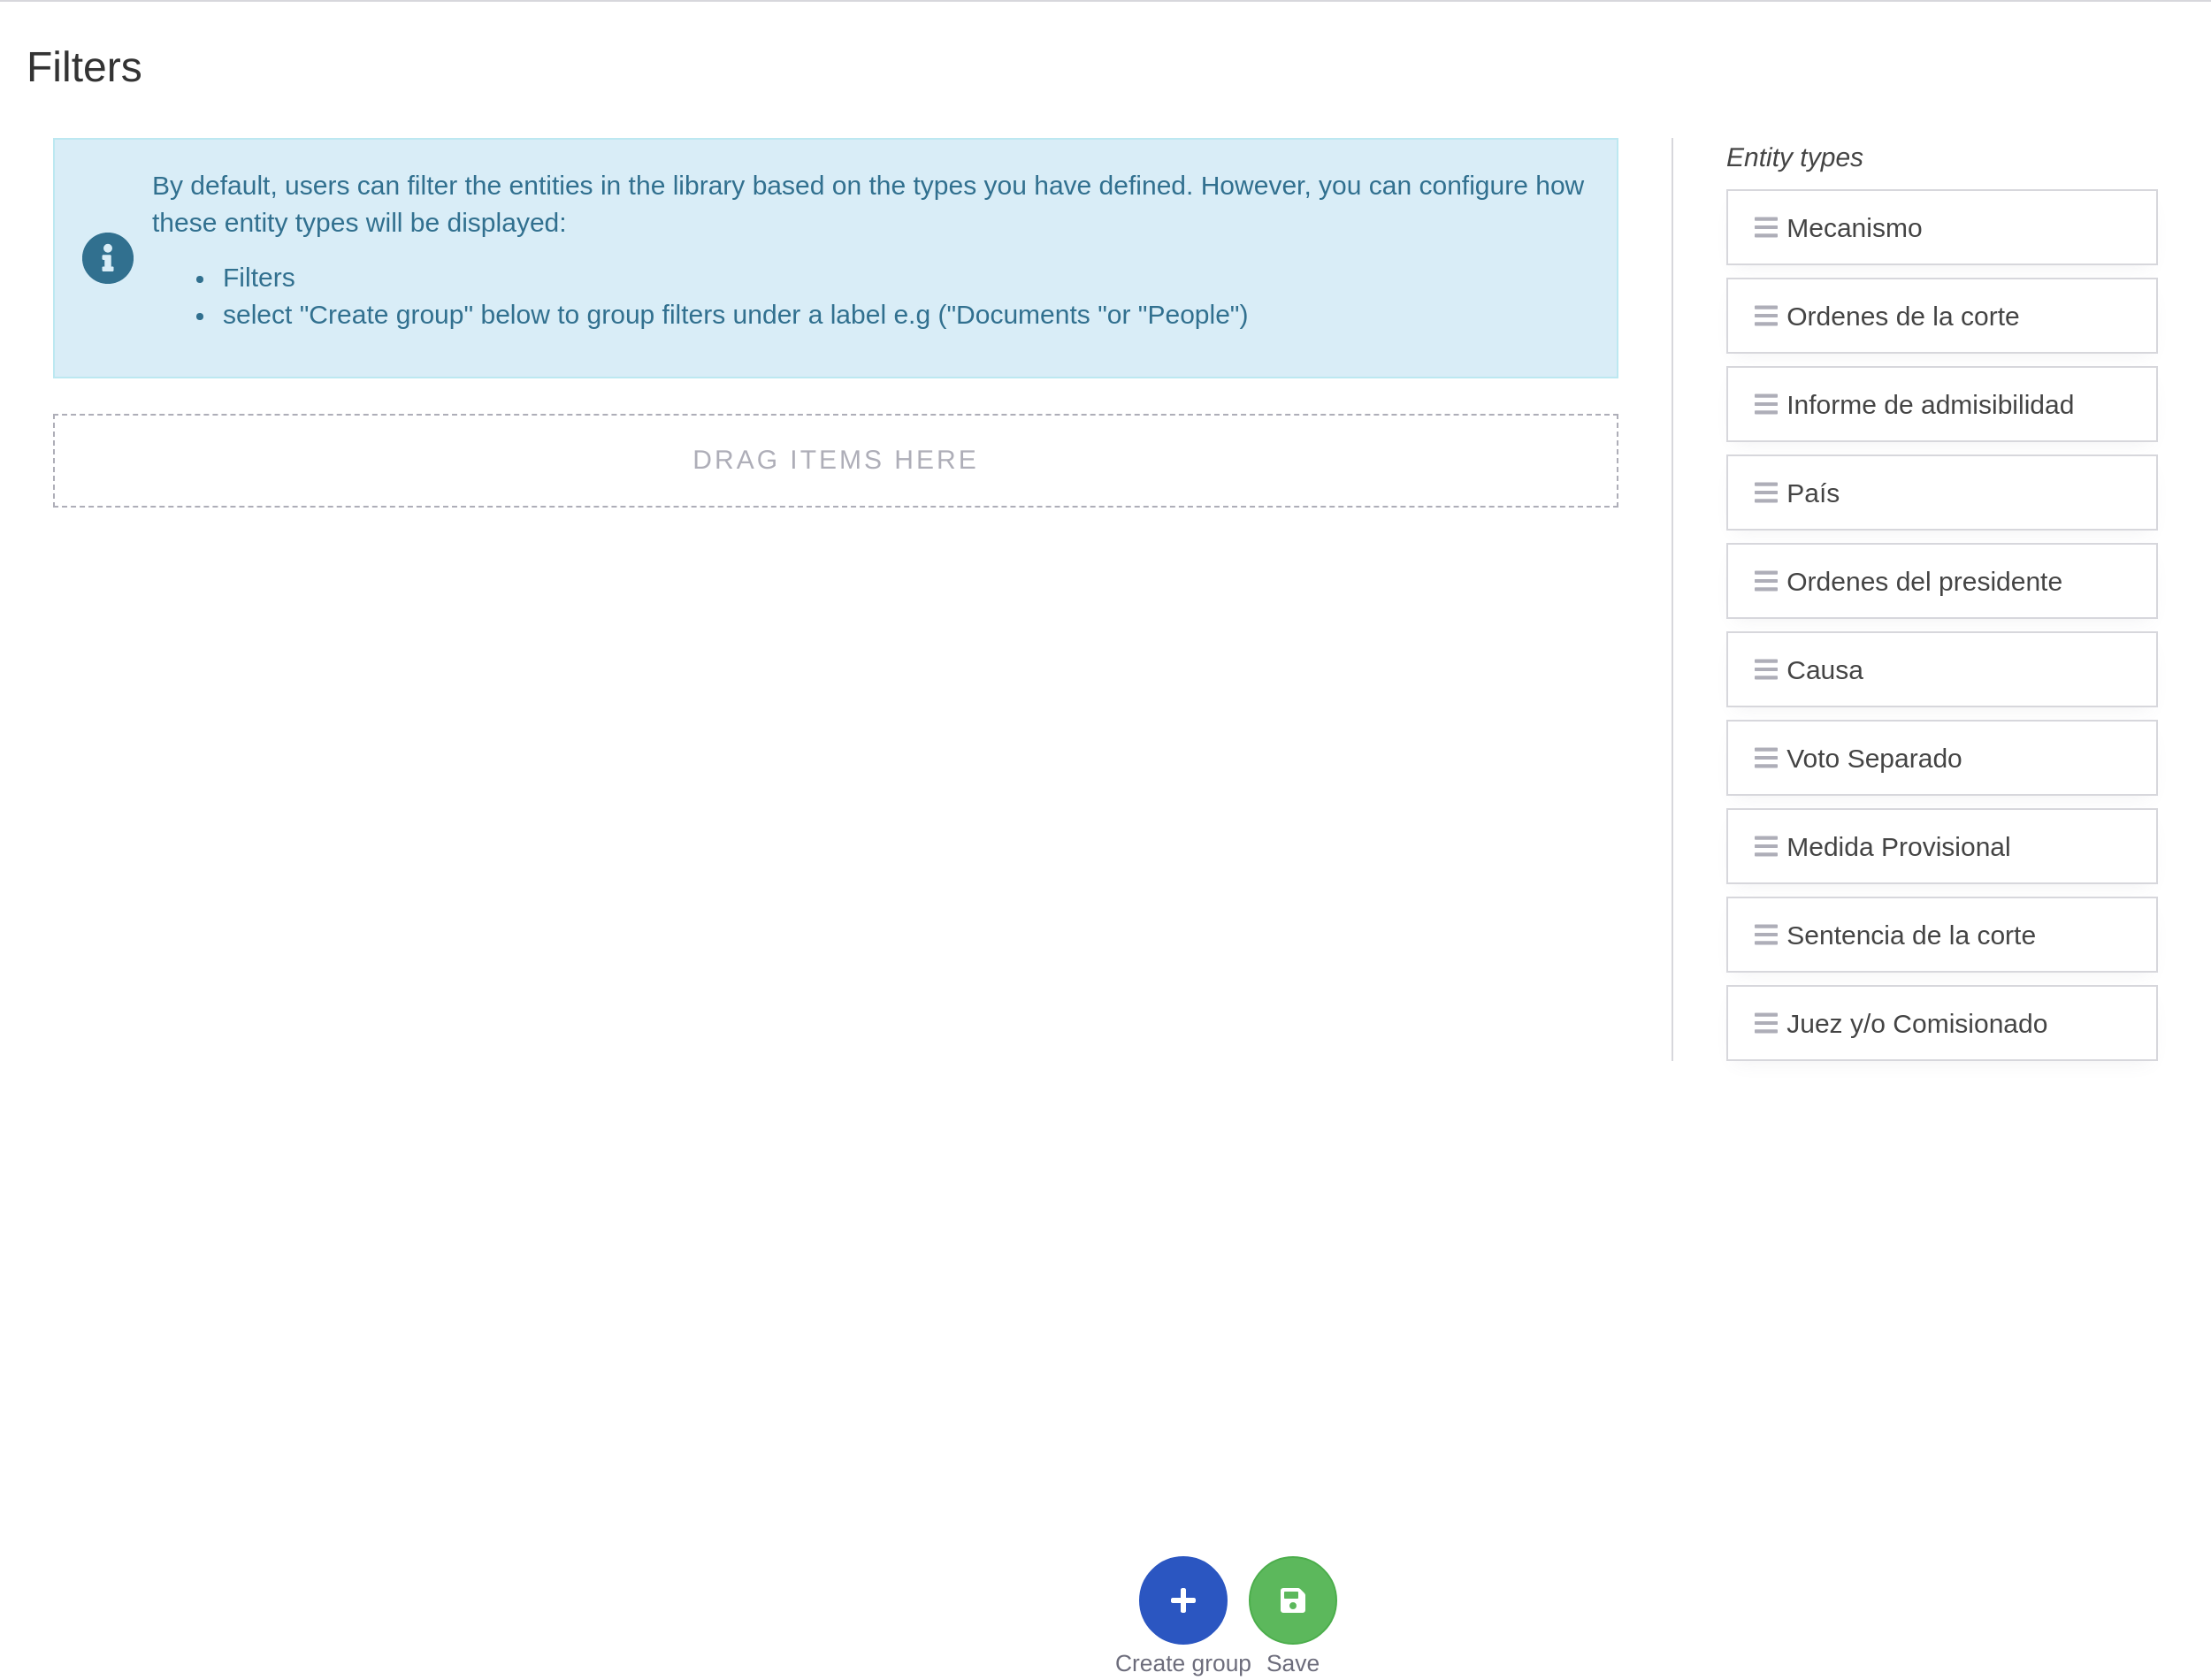 Filters
By default, users can filter the entities in the library based on the types you have defined. However, you can configure how
these entity types will be displayed:
Filters
select "Create group" below to group filters under a label e.g ("Documents "or "People")
DRAG ITEMS HERE
Entity types
Mecanismo
Ordenes de la corte
Informe de admisibilidad
País
Ordenes del presidente
Causa
Voto Separado
Medida Provisional
Sentencia de la corte
Juez y/o Comisionado
Create group
Save